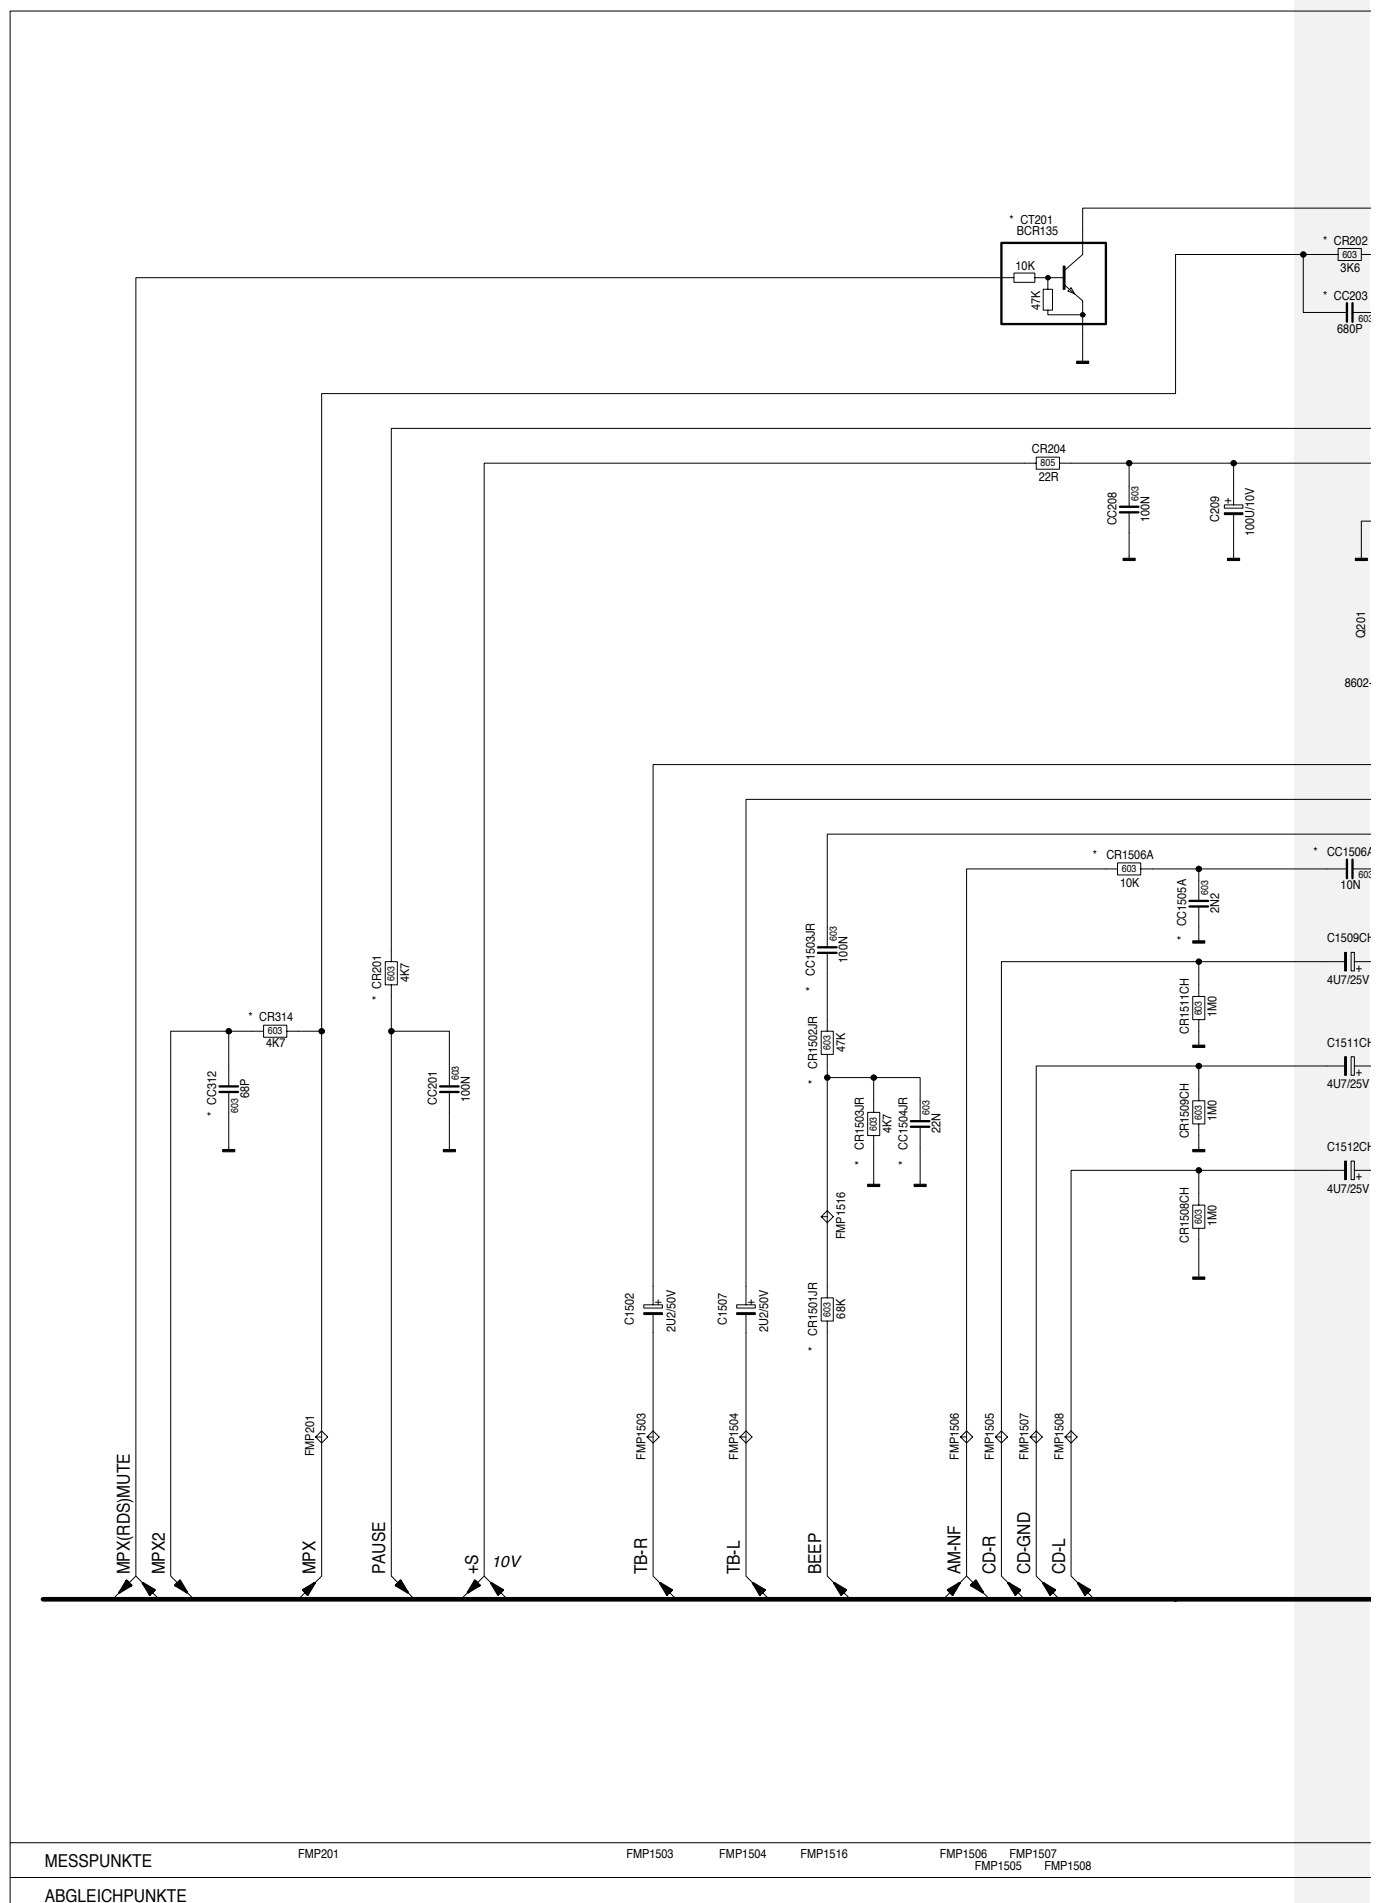 * CT201
BCR135
10K
47K
* CR202
603
3K6
* CC203
603
680P
CR204
805
22R
CC208
603
100N
C209
+
100U/10V
Q201
8602-
* CR1506A
603
10K
* CC1505A
603
2N2
* CC1506A
603
10N
C1509CH
+
4U7/25V
* CC1503JR
603
100N
* CR201
603
4K7
CR1511CH
603
1M0
* CR314
603
4K7
* CR1502JR
603
47K
C1511CH
+
4U7/25V
* CC312
603
68P
CC201
603
100N
* CR1503JR
603
4K7
* CC1504JR
603
22N
CR1509CH
603
1M0
C1512CH
+
4U7/25V
CR1508CH
603
1M0
FMP1516
C1502
+
2U2/50V
C1507
+
2U2/50V
* CR1501JR
603
68K
FMP201
FMP1503
FMP1504
FMP1506
FMP1505
FMP1507
FMP1508
MPX(RDS)MUTE
MPX2
MPX
PAUSE
+S
10V
TB-R
TB-L
BEEP
AM-NF
CD-R
CD-GND
CD-L
MESSPUNKTE
FMP201
FMP1503
FMP1504
FMP1516
FMP1506
FMP1507
FMP1505
FMP1508
ABGLEICHPUNKTE